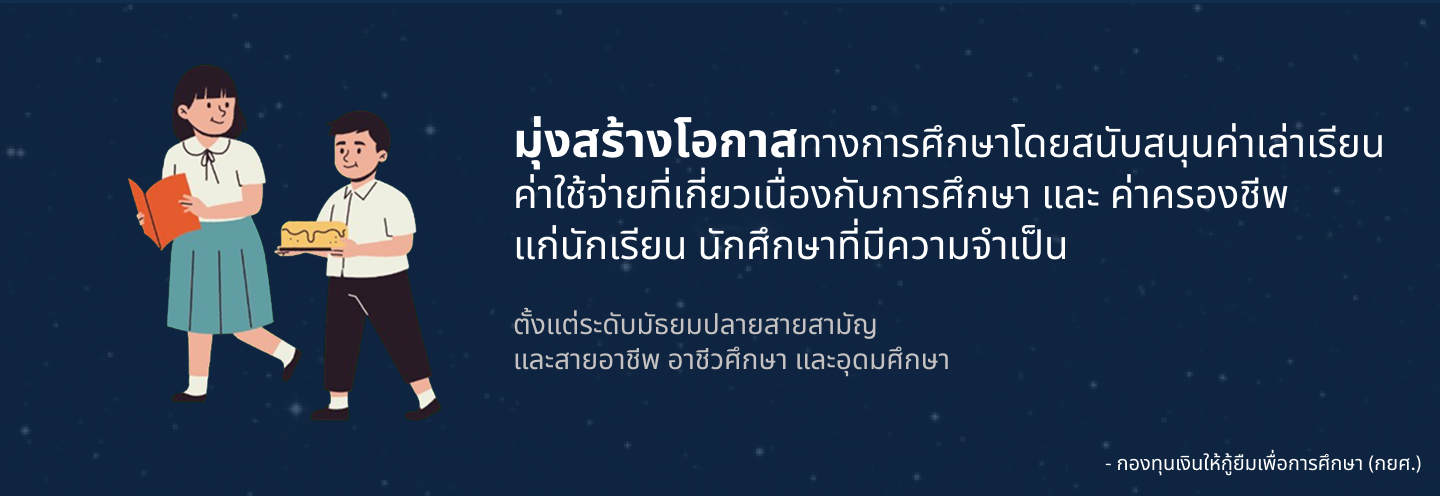 มุ่งสร้างโอกาสทางการศึกษาโดยสนับสนุนค่าเล่าเรียน
ค่าใช้จ่ายที่เกี่ยวเนื่องกับการศึกษา และ ค่าครองชีพ
แก่นักเรียน นักศึกษาที่มีความจำเป็น
ตั้งแต่ระดับมัธยมปลายสายสามัญ
และสายอาชีพ อาชีวศึกษา และอุดมศึกษา
- กองทุนเงินให้กู้ยืมเพื่อการศึกษา (กยศ.)